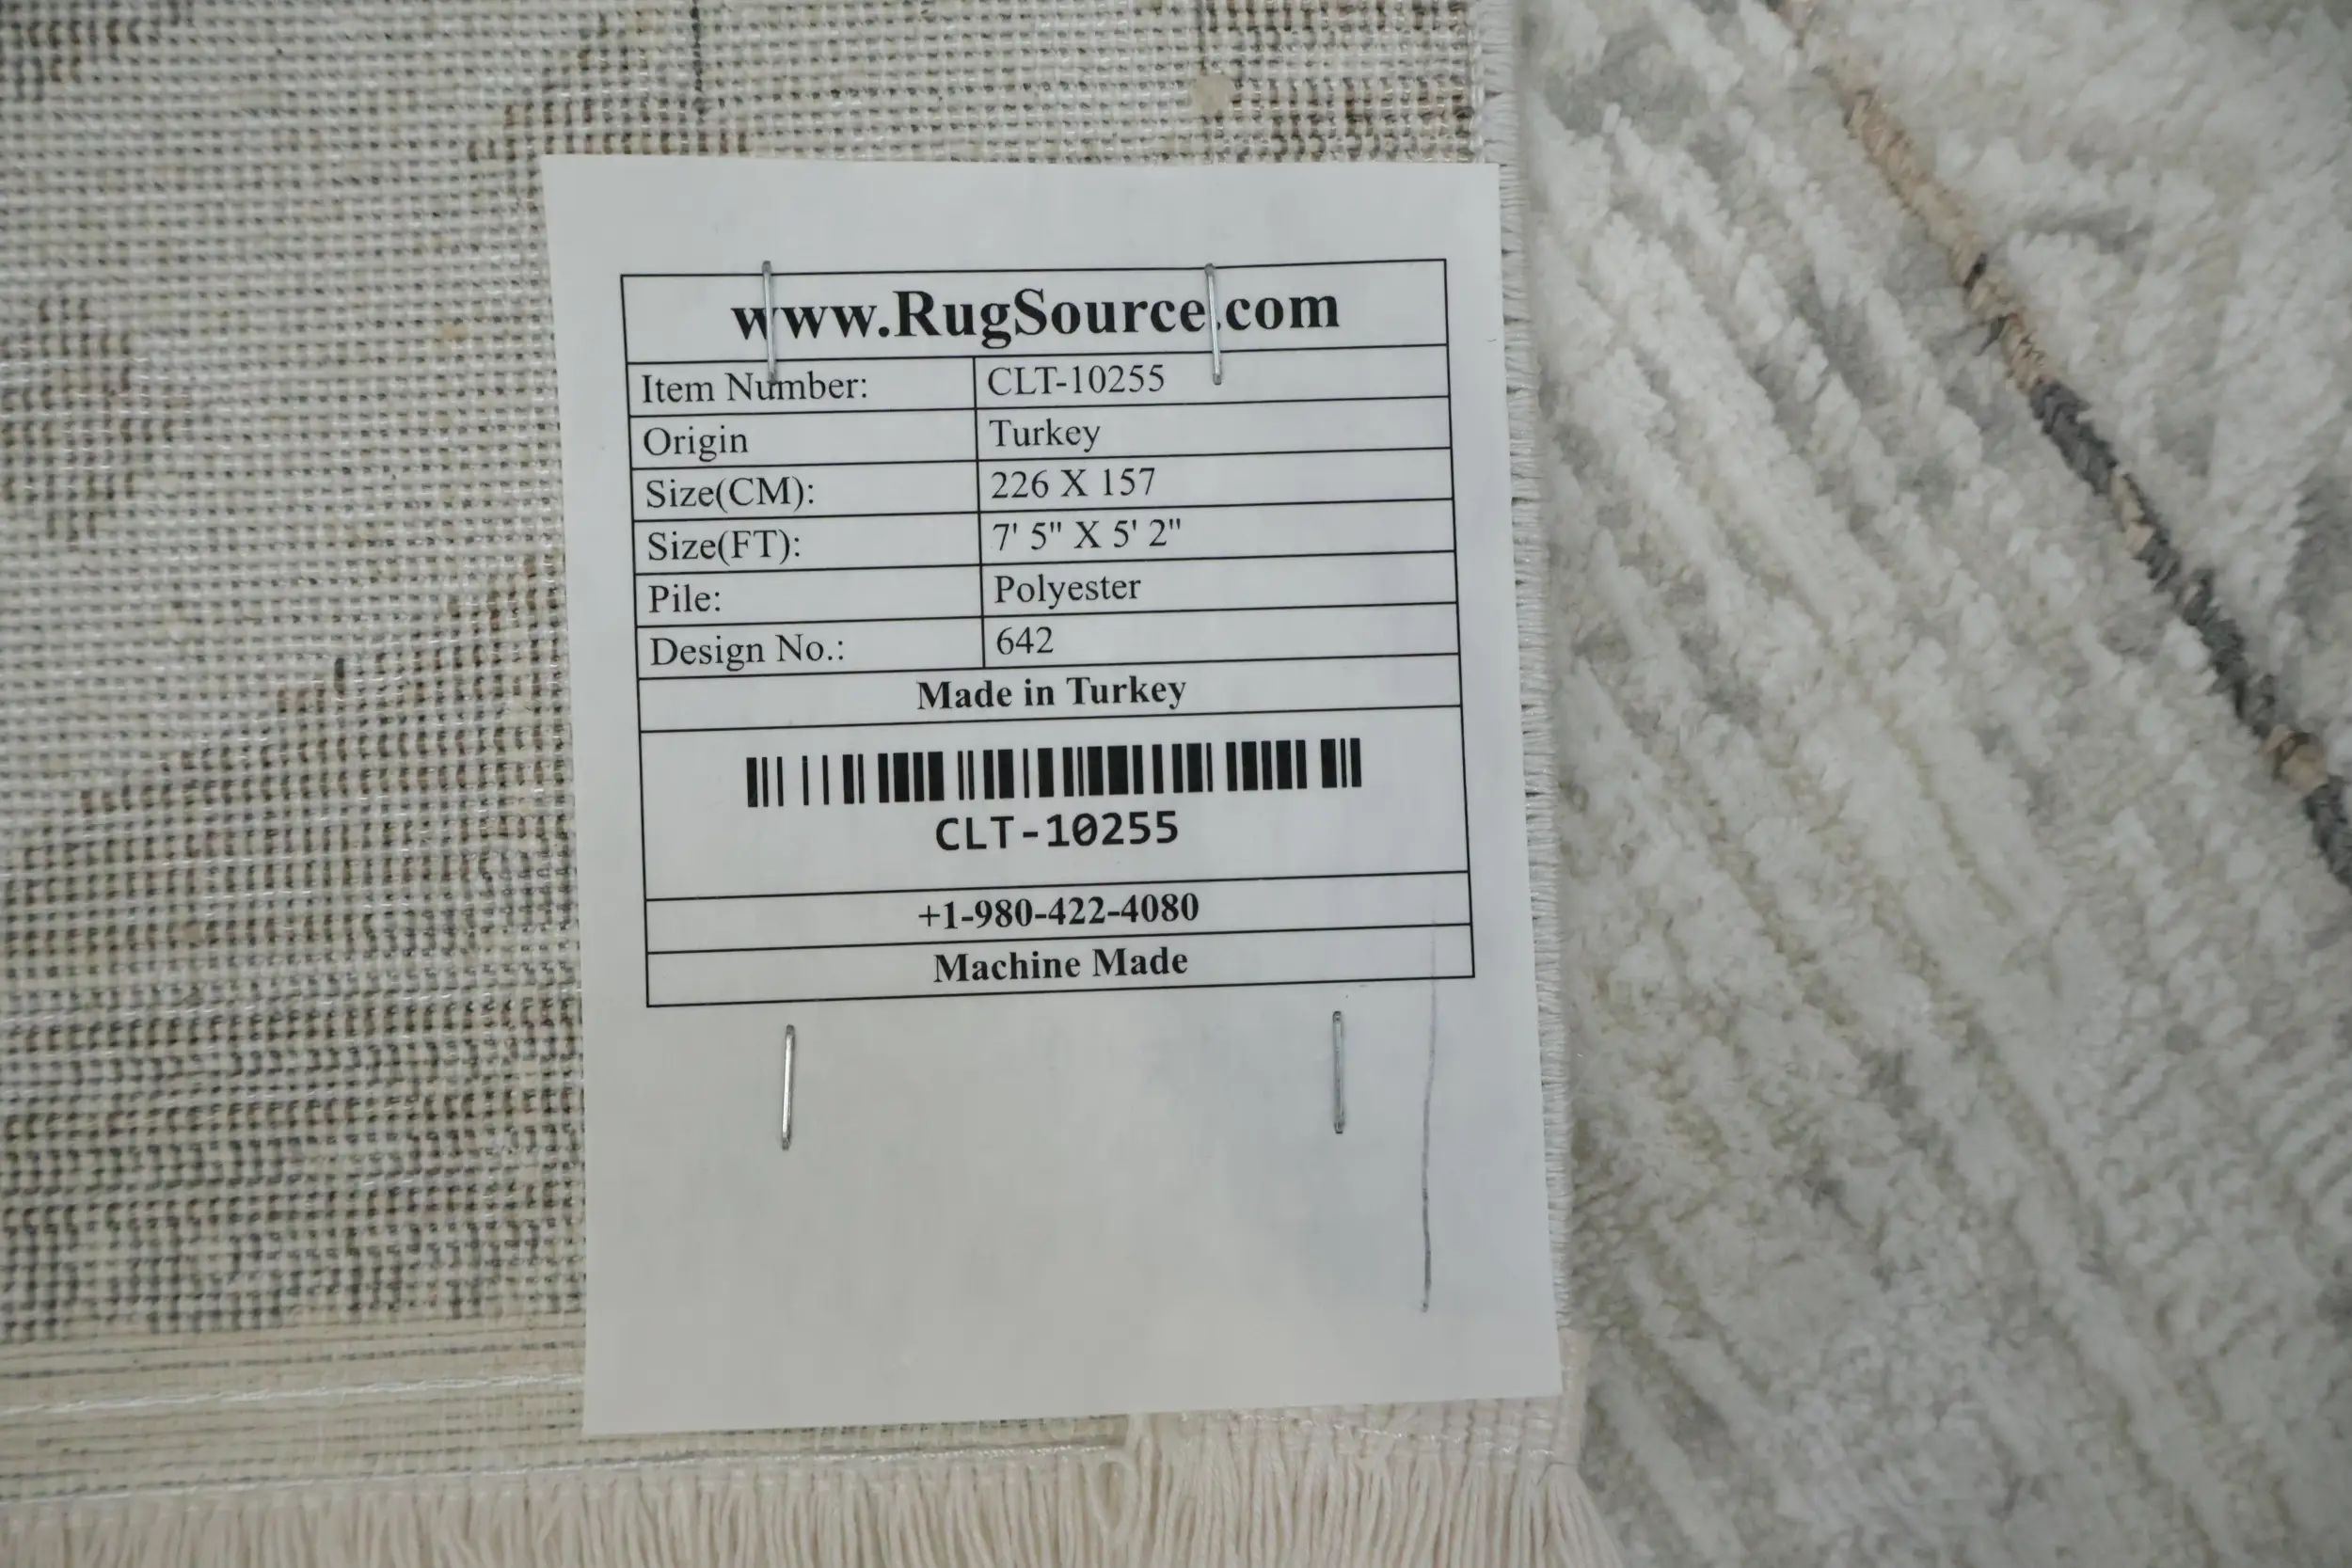 www.RugSource.com
Item Number: CLT-10255
Origin Turkey
Size(CM): 226 X 157
Size(FT): 7' 5" X 5' 2"
Pile: Polyester
Design No.: 642
Made in Turkey
CLT-10255
+1-980-422-4080
Machine Made